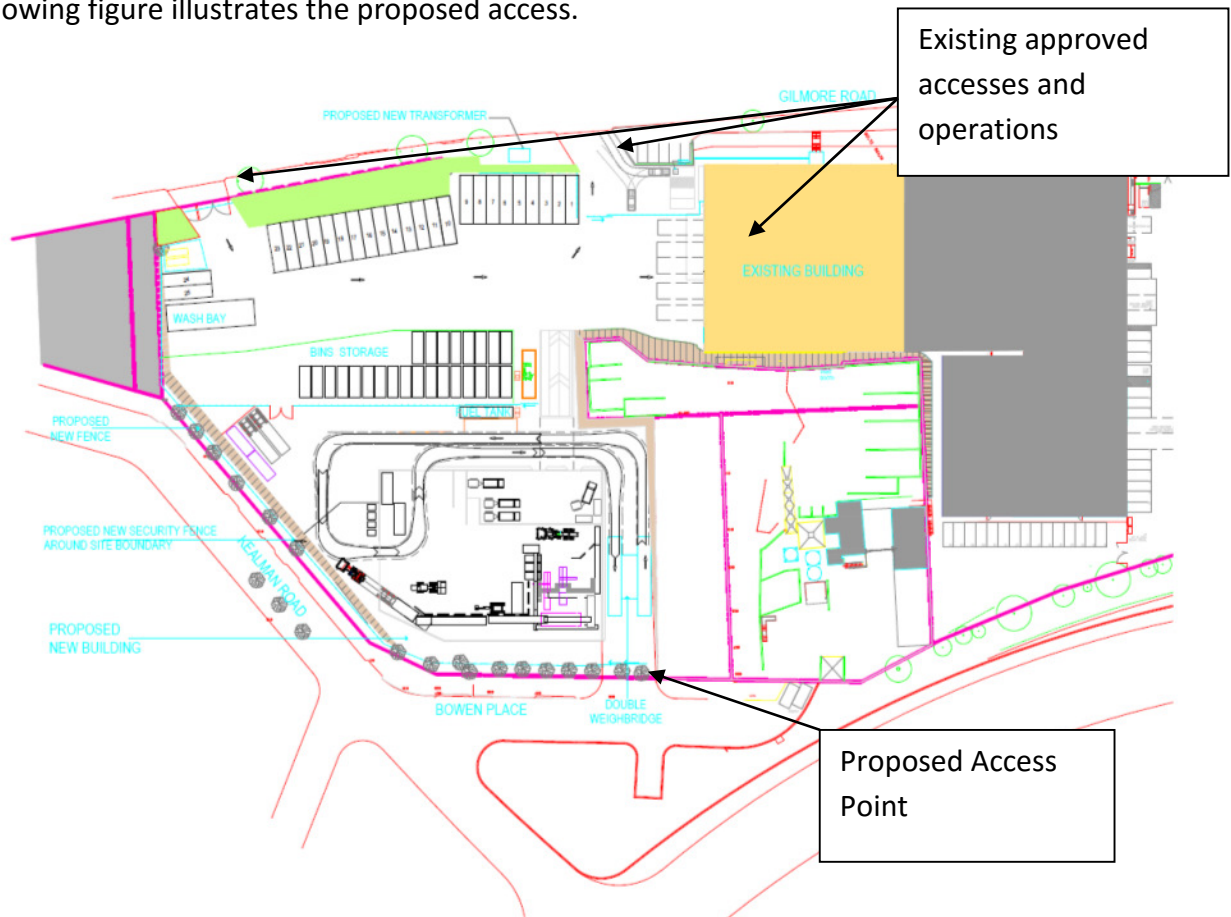 owing figure illustrates the proposed access.
Existing approved
accesses and
operations
GILMORE ROAD
PROPOSED NEW TRANSFORMER
EXISTING BUILDING
WASH BAY
BINS STORAGE
UEL TANK
PROPOSED
NEW FENCE
PROPOSED NEW SECURITY FENCE
AROUND SITE BOUNDARY
KEALMAN ROAD
PROPOSED
NEW BUILDING
BOWEN PLACE
DOUBLE
WEIGHBRIDGE
Proposed Access
Point